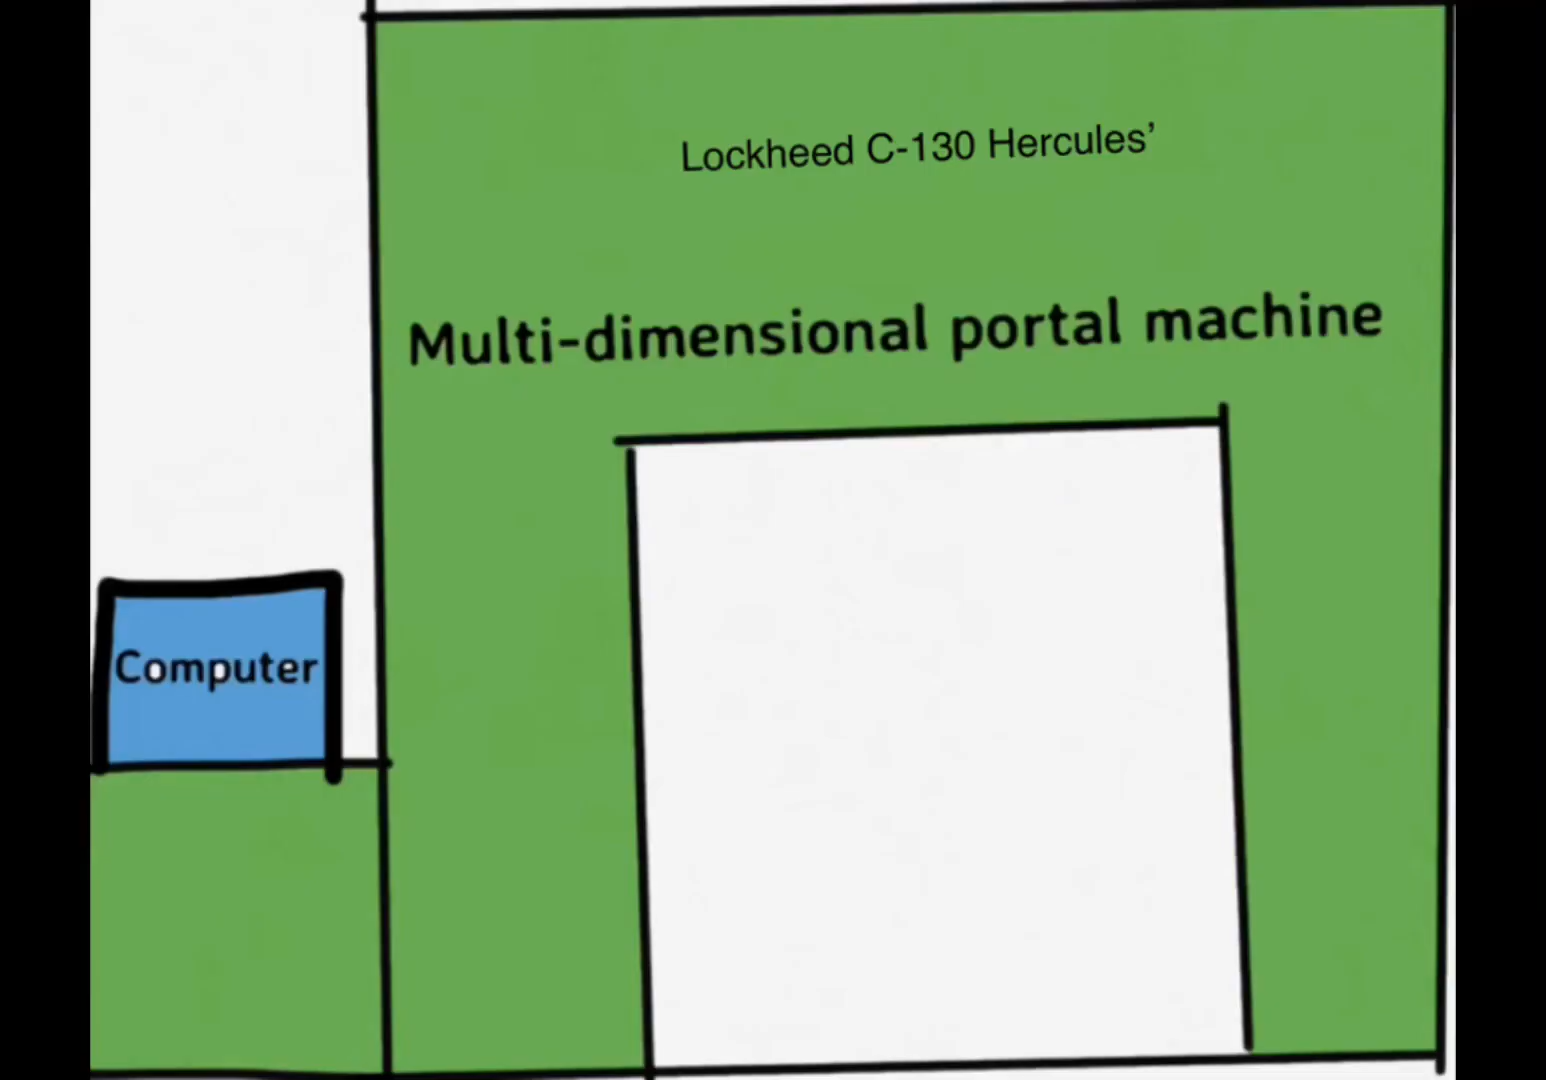 Lockheed C-130 Hercules’
Multi-dimensional portal machine
Computer